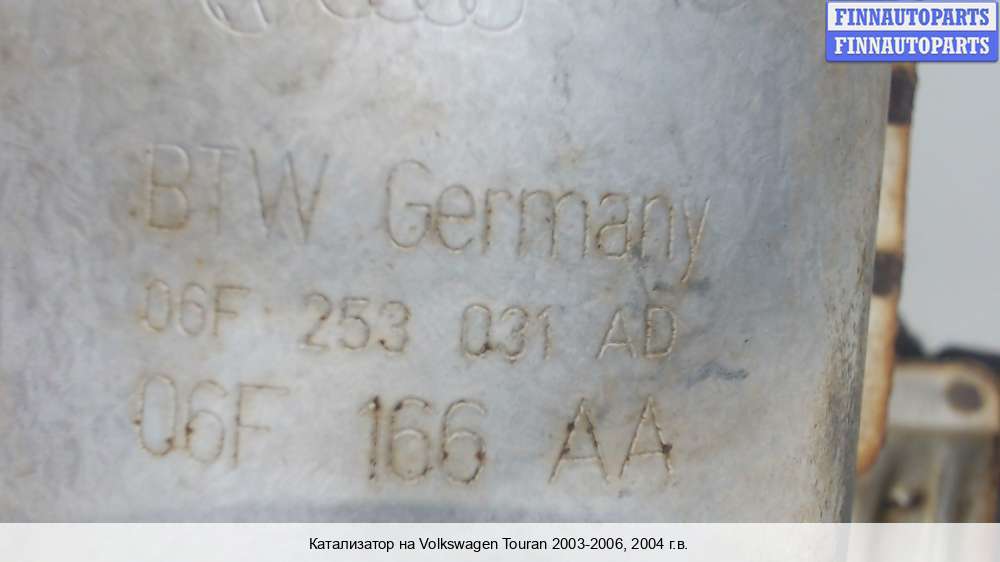 FINNAUTOPARTS
FINNAUTOPARTS
BTW Germany
06F 253 031 AD
06F 166 AA
Катализатор на Volkswagen Touran 2003-2006, 2004 г.в.